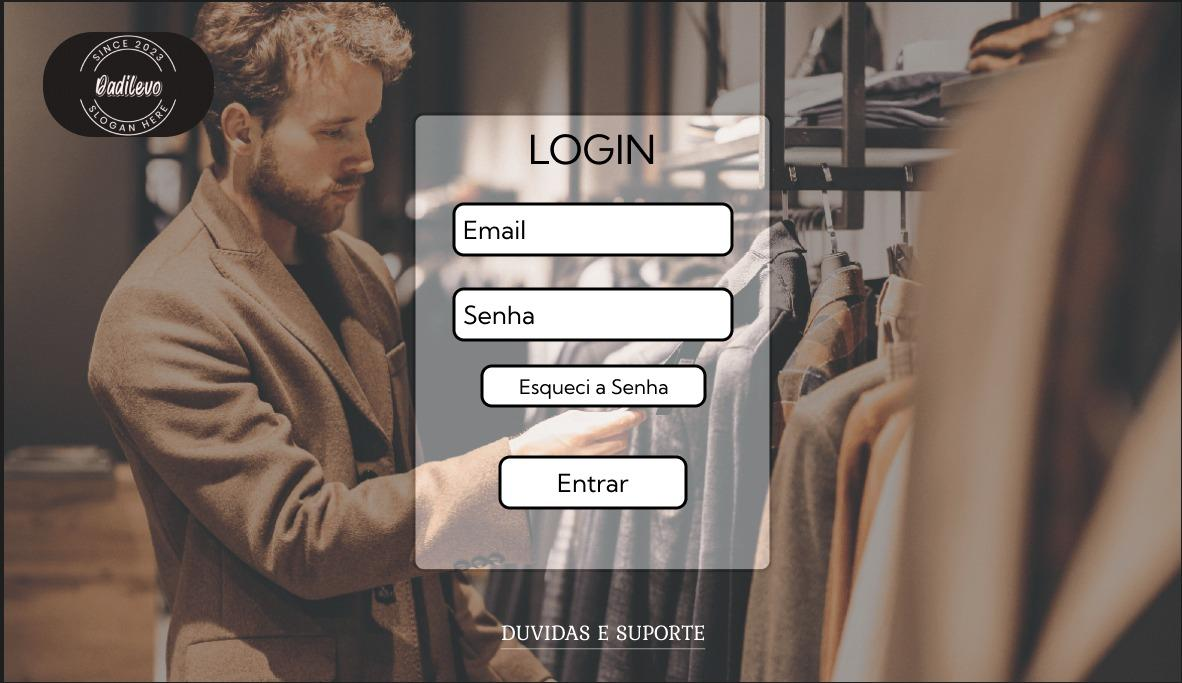 SINCE 2023
Dadilevo
SLOGAN HERE
LOGIN
Email
Senha
Esqueci a Senha
Entrar
DUVIDAS E SUPORTE